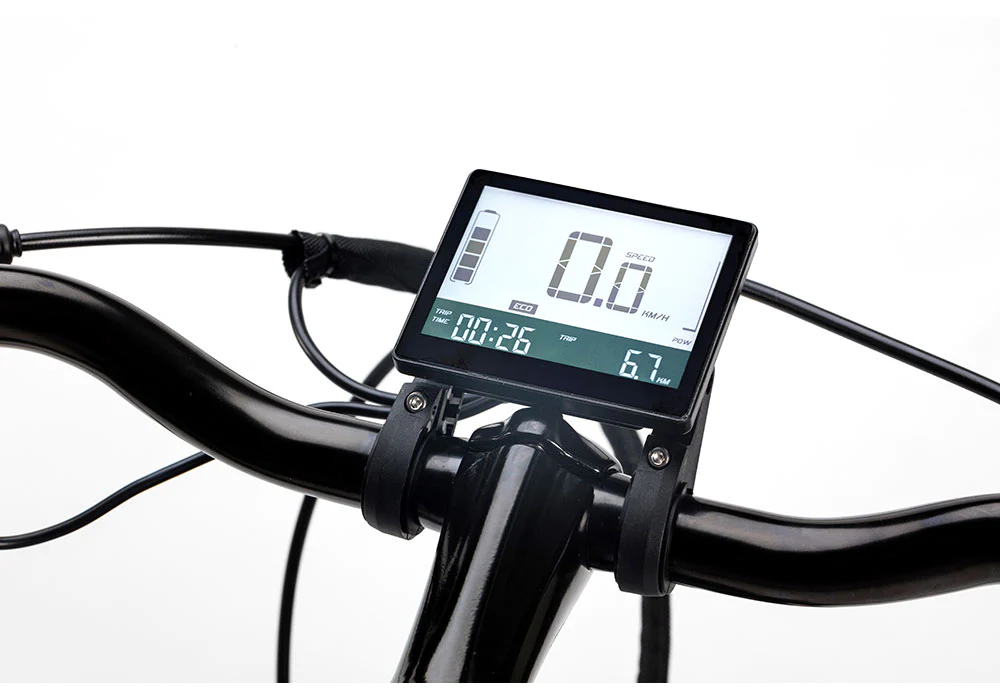 SPEED
0.0
KM/H
ECO
POW
TRIP
TIME
00:26
TRIP
6.7 KM